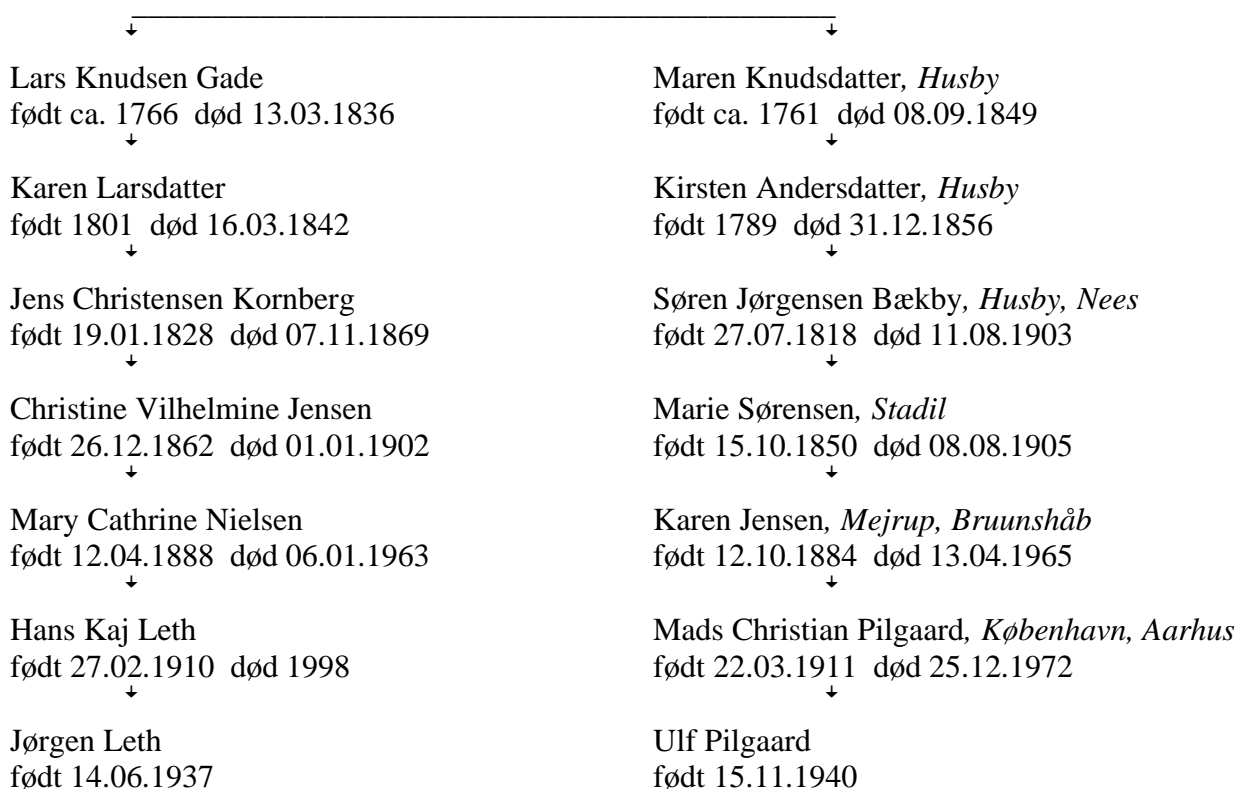 Lars Knudsen Gade
født ca. 1766  død 13.03.1836
Karen Larsdatter
født 1801  død 16.03.1842
Jens Christensen Kornberg
født 19.01.1828  død 07.11.1869
Christine Vilhelmine Jensen
født 26.12.1862  død 01.01.1902
Mary Cathrine Nielsen
født 12.04.1888  død 06.01.1963
Hans Kaj Leth
født 27.02.1910  død 1998
Jørgen Leth
født 14.06.1937
Maren Knudsdatter, Husby
født ca. 1761  død 08.09.1849
Kirsten Andersdatter, Husby
født 1789  død 31.12.1856
Søren Jørgensen Bækby, Husby, Nees
født 27.07.1818  død 11.08.1903
Marie Sørensen, Stadil
født 15.10.1850  død 08.08.1905
Karen Jensen, Mejrup, Bruunshåb
født 12.10.1884  død 13.04.1965
Mads Christian Pilgaard, København, Aarhus
født 22.03.1911  død 25.12.1972
Ulf Pilgaard
født 15.11.1940